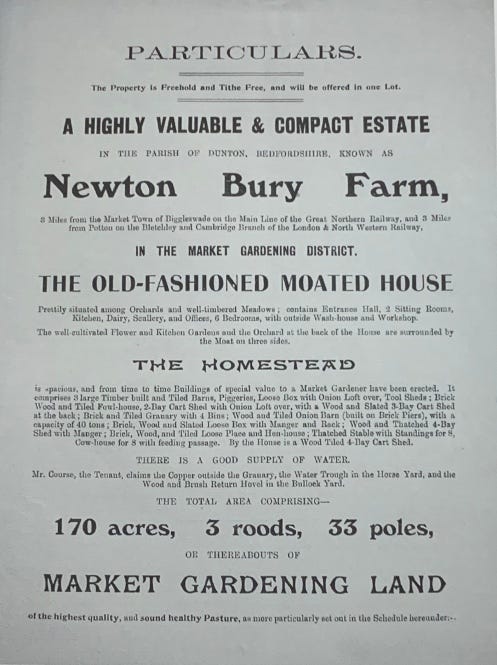 PARTICULARS.
The Property is Freehold and Tithe Free, and will be offered in one Lot.
A HIGHLY VALUABLE & COMPACT ESTATE
IN THE PARISH OF DUNTON, BEDFORDSHIRE, KNOWN AS
Newton Bury Farm,
3 Miles from the Market Town of Biggleswade on the Main Line of the Great Northern Railway, and 3 Miles
from Potton on the Bletchley and Cambridge Branch of the London & North Western Railway,
IN THE MARKET GARDENING DISTRICT.
THE OLD-FASHIONED MOATED HOUSE
Prettily situated among Orchards and well-timbered Meadows; contains Entrance Hall, 2 Sitting Rooms,
Kitchen, Dairy, Scullery, and Offices, 6 Bedrooms, with outside Wash-house and Workshop.
The well-cultivated Flower and Kitchen Gardens and the Orchard at the back of the House are surrounded by
the Moat on three sides.
THE HOMESTEAD
is spacious, and from time to time Buildings of special value to a Market Gardener have been erected. It
comprises 3 large Timber built and Tiled Barns, Piggeries, Loose Box with Onion Loft over, Tool Sheds; Brick
Wood and Tiled Fowl-house, 2-Bay Cart Shed with Onion Loft over, with a Wood and Slated 3-Bay Cart Shed
at the back; Brick and Tiled Granary with 4 Bins; Wood and Tiled Onion Barn (built on Brick Piers), with a
capacity of 40 tons; Brick, Wood and Slated Loose Box with Manger and Rack; Wood and Thatched 4-Bay
Shed with Manger; Brick, Wood, and Tiled Loose Place and Hen-house; Thatched Stable with Standings for 8,
Cow-house for 8 with feeding passage. By the House is a Wood Tiled 4-Bay Cart Shed.
THERE IS A GOOD SUPPLY OF WATER.
Mr. Course, the Tenant, claims the Copper outside the Granary, the Water Trough in the Horse Yard, and the
Wood and Brush Return Hovel in the Bullock Yard.
THE TOTAL AREA COMPRISING—
170 acres, 3 roods, 33 poles,
OR THEREABOUTS OF
MARKET GARDENING LAND
of the highest quality, and sound healthy Pasture, as more particularly set out in the Schedule hereunder:-